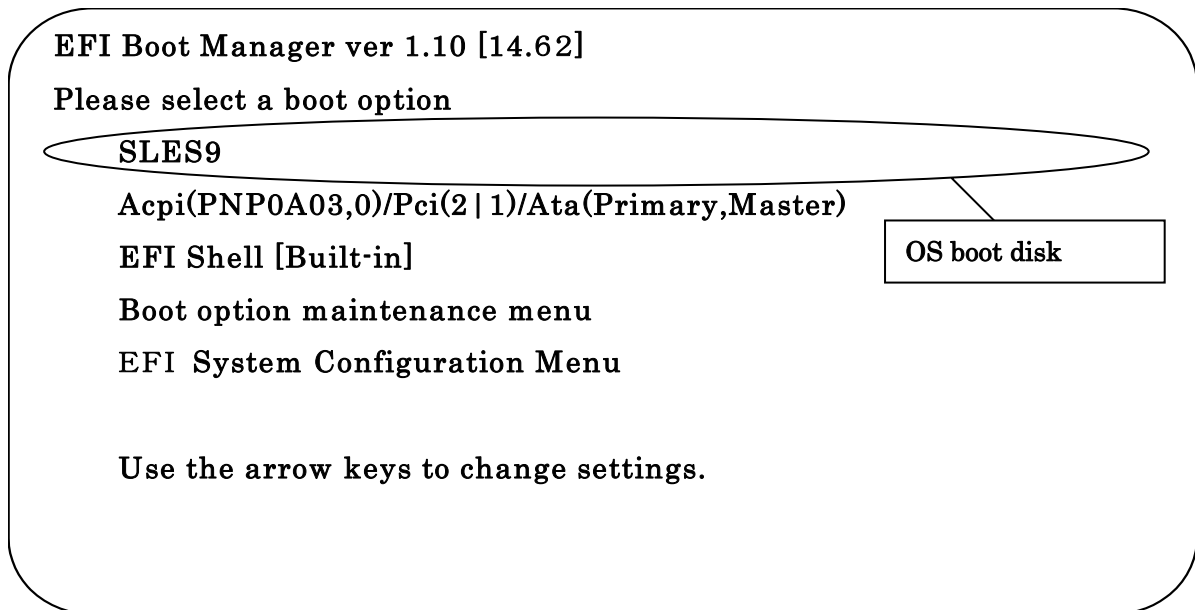 EFI Boot Manager ver 1.10 [14.62]
Please select a boot option
SLES9
Acpi(PNP0A03,0)/Pci(2|1)/Ata(Primary,Master)
OS boot disk
EFI Shell [Built-in]
Boot option maintenance menu
EFI System Configuration Menu
Use the arrow keys to change settings.